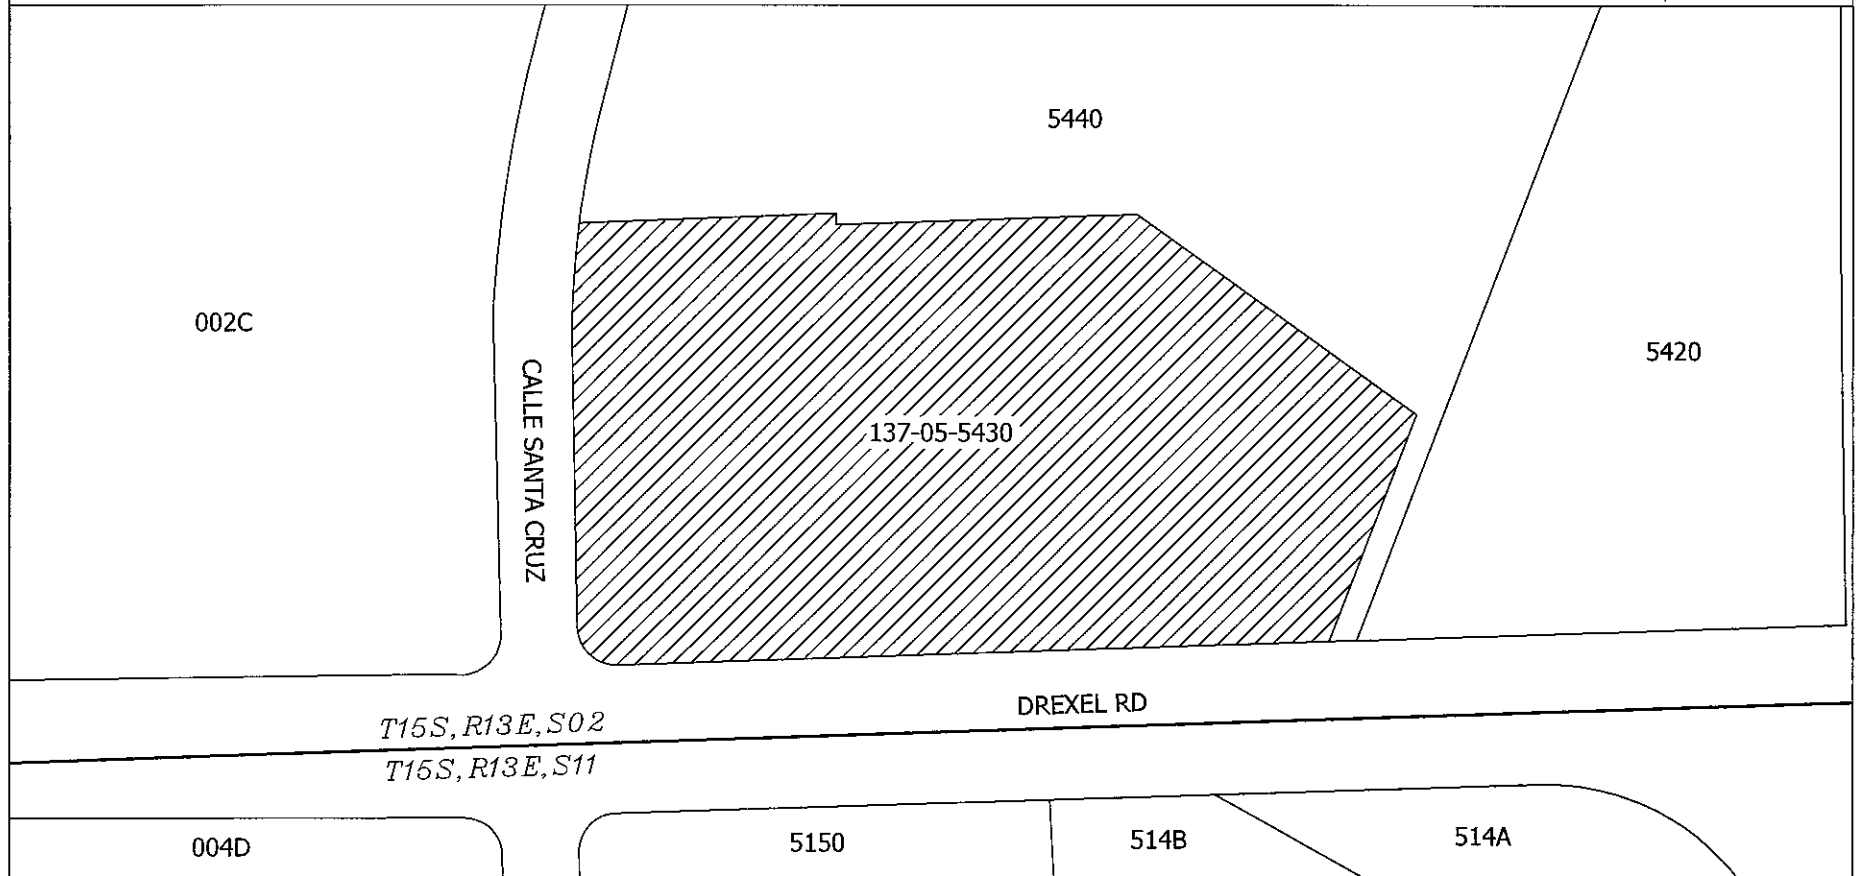 5440
002C
5420
CALLE SANTA CRUZ
137-05-5430
DREXEL RD
T15S, R13E, S02
T15S, R13E, S11
004D
5150
514B
514A